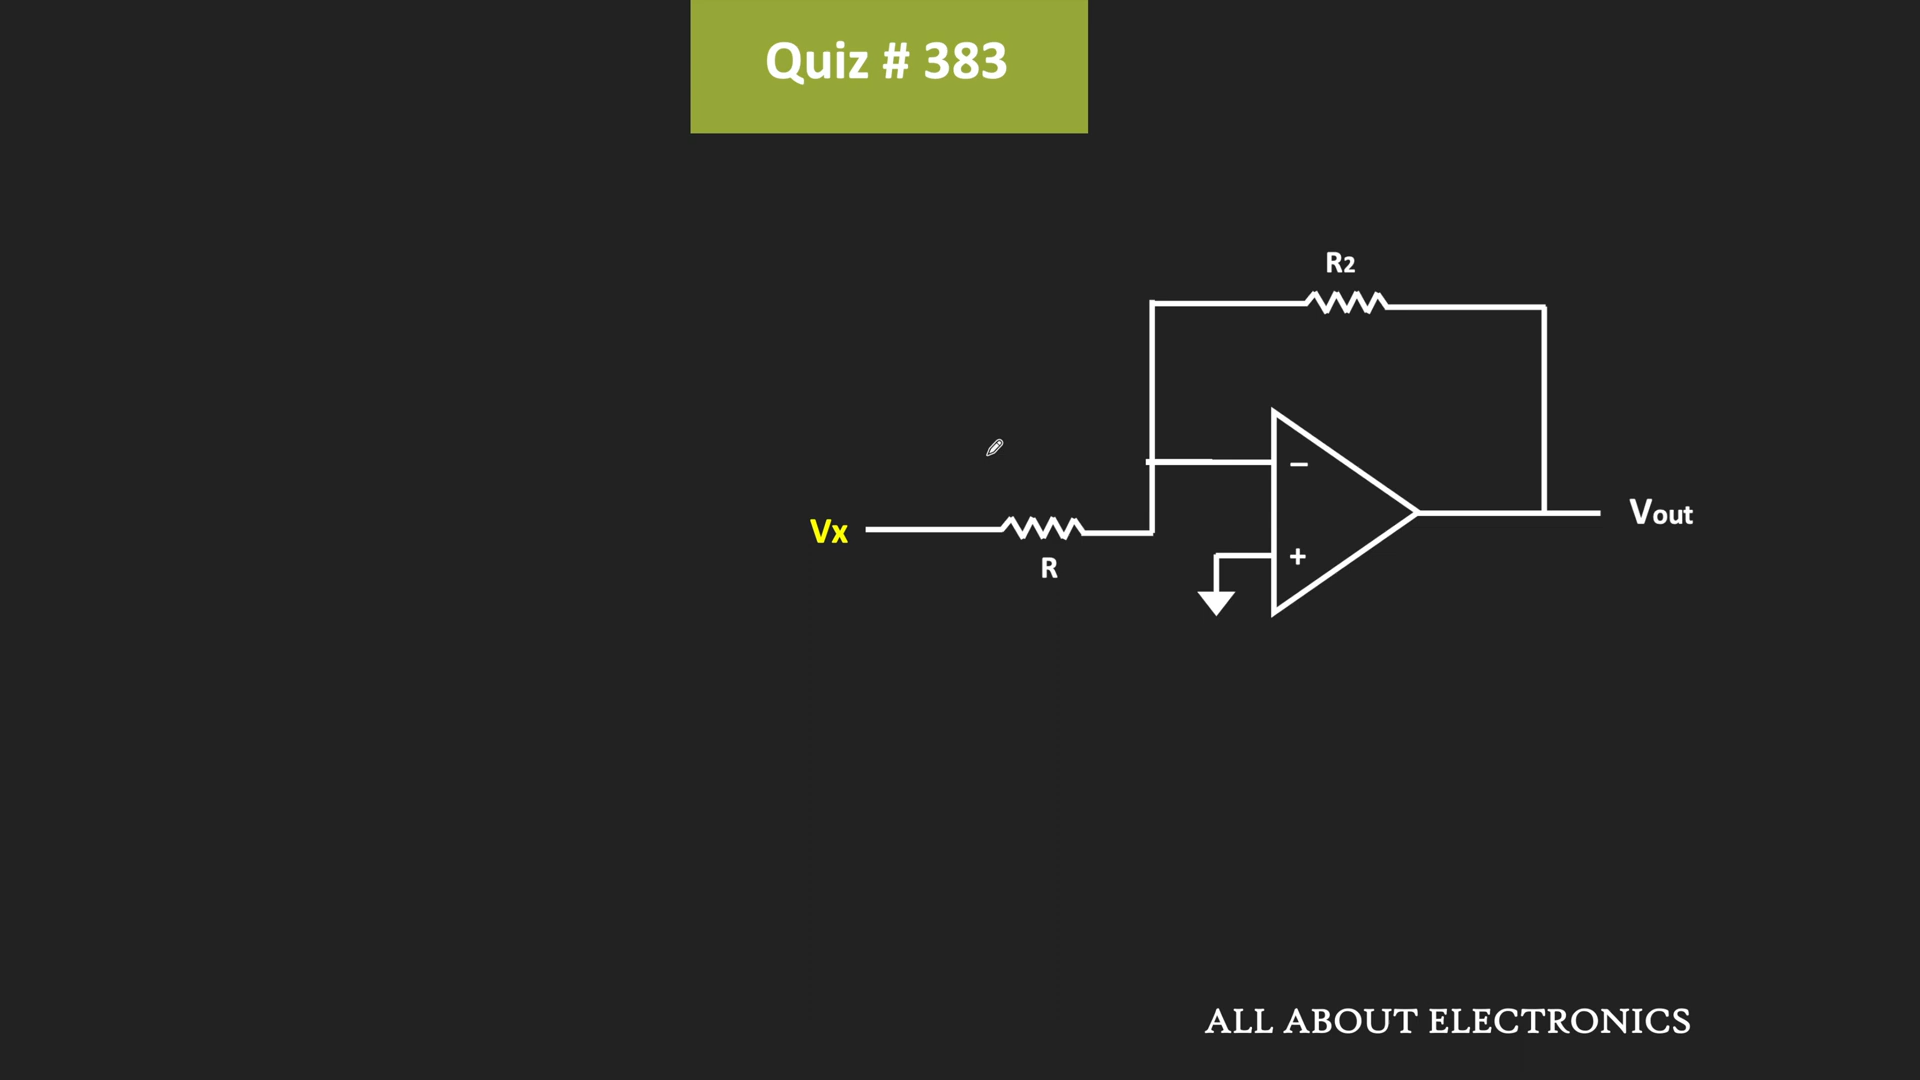 Quiz # 383
R2
−
Vx
Vout
+
R
ALL ABOUT ELECTRONICS